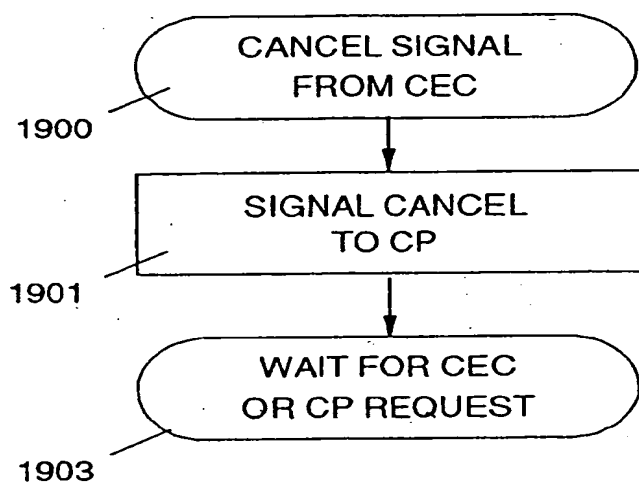 CANCEL SIGNAL
FROM CEC
1900
SIGNAL CANCEL
TO CP
1901
WAIT FOR CEC
OR CP REQUEST
1903